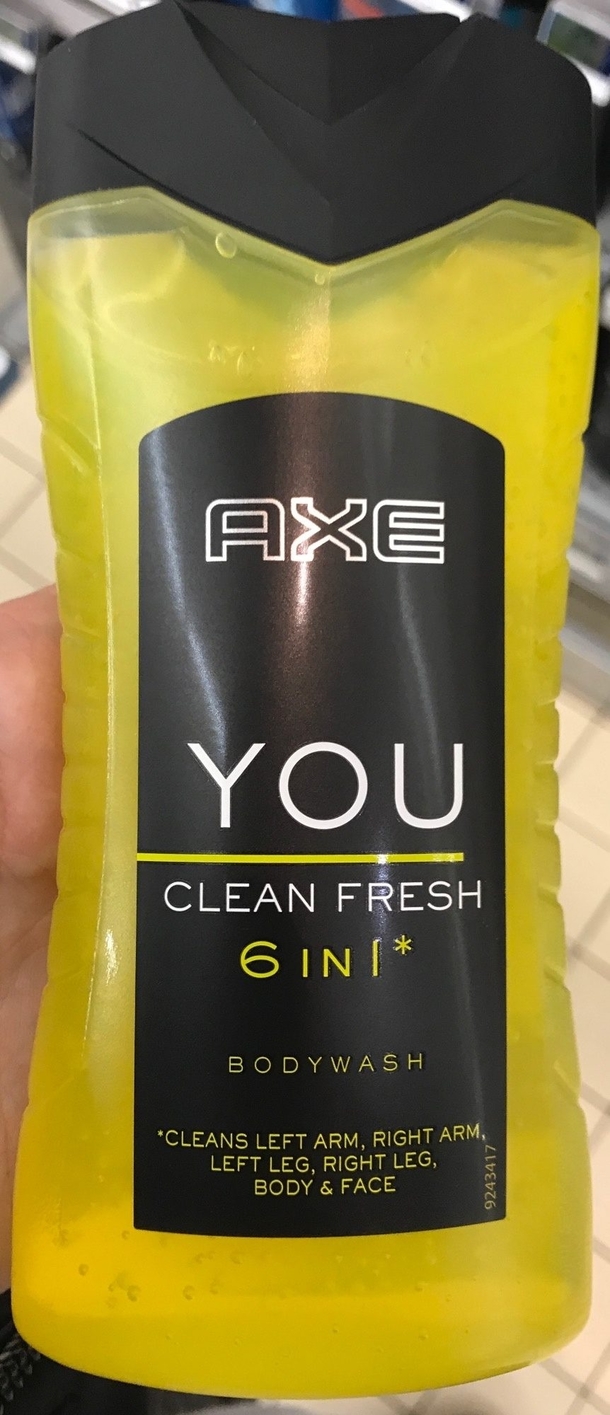 AXE
YOU
CLEAN FRESH
6 IN 1*
BODYWASH
*CLEANS LEFT ARM, RIGHT ARM,
LEFT LEG, RIGHT LEG,
BODY & FACE
9243417